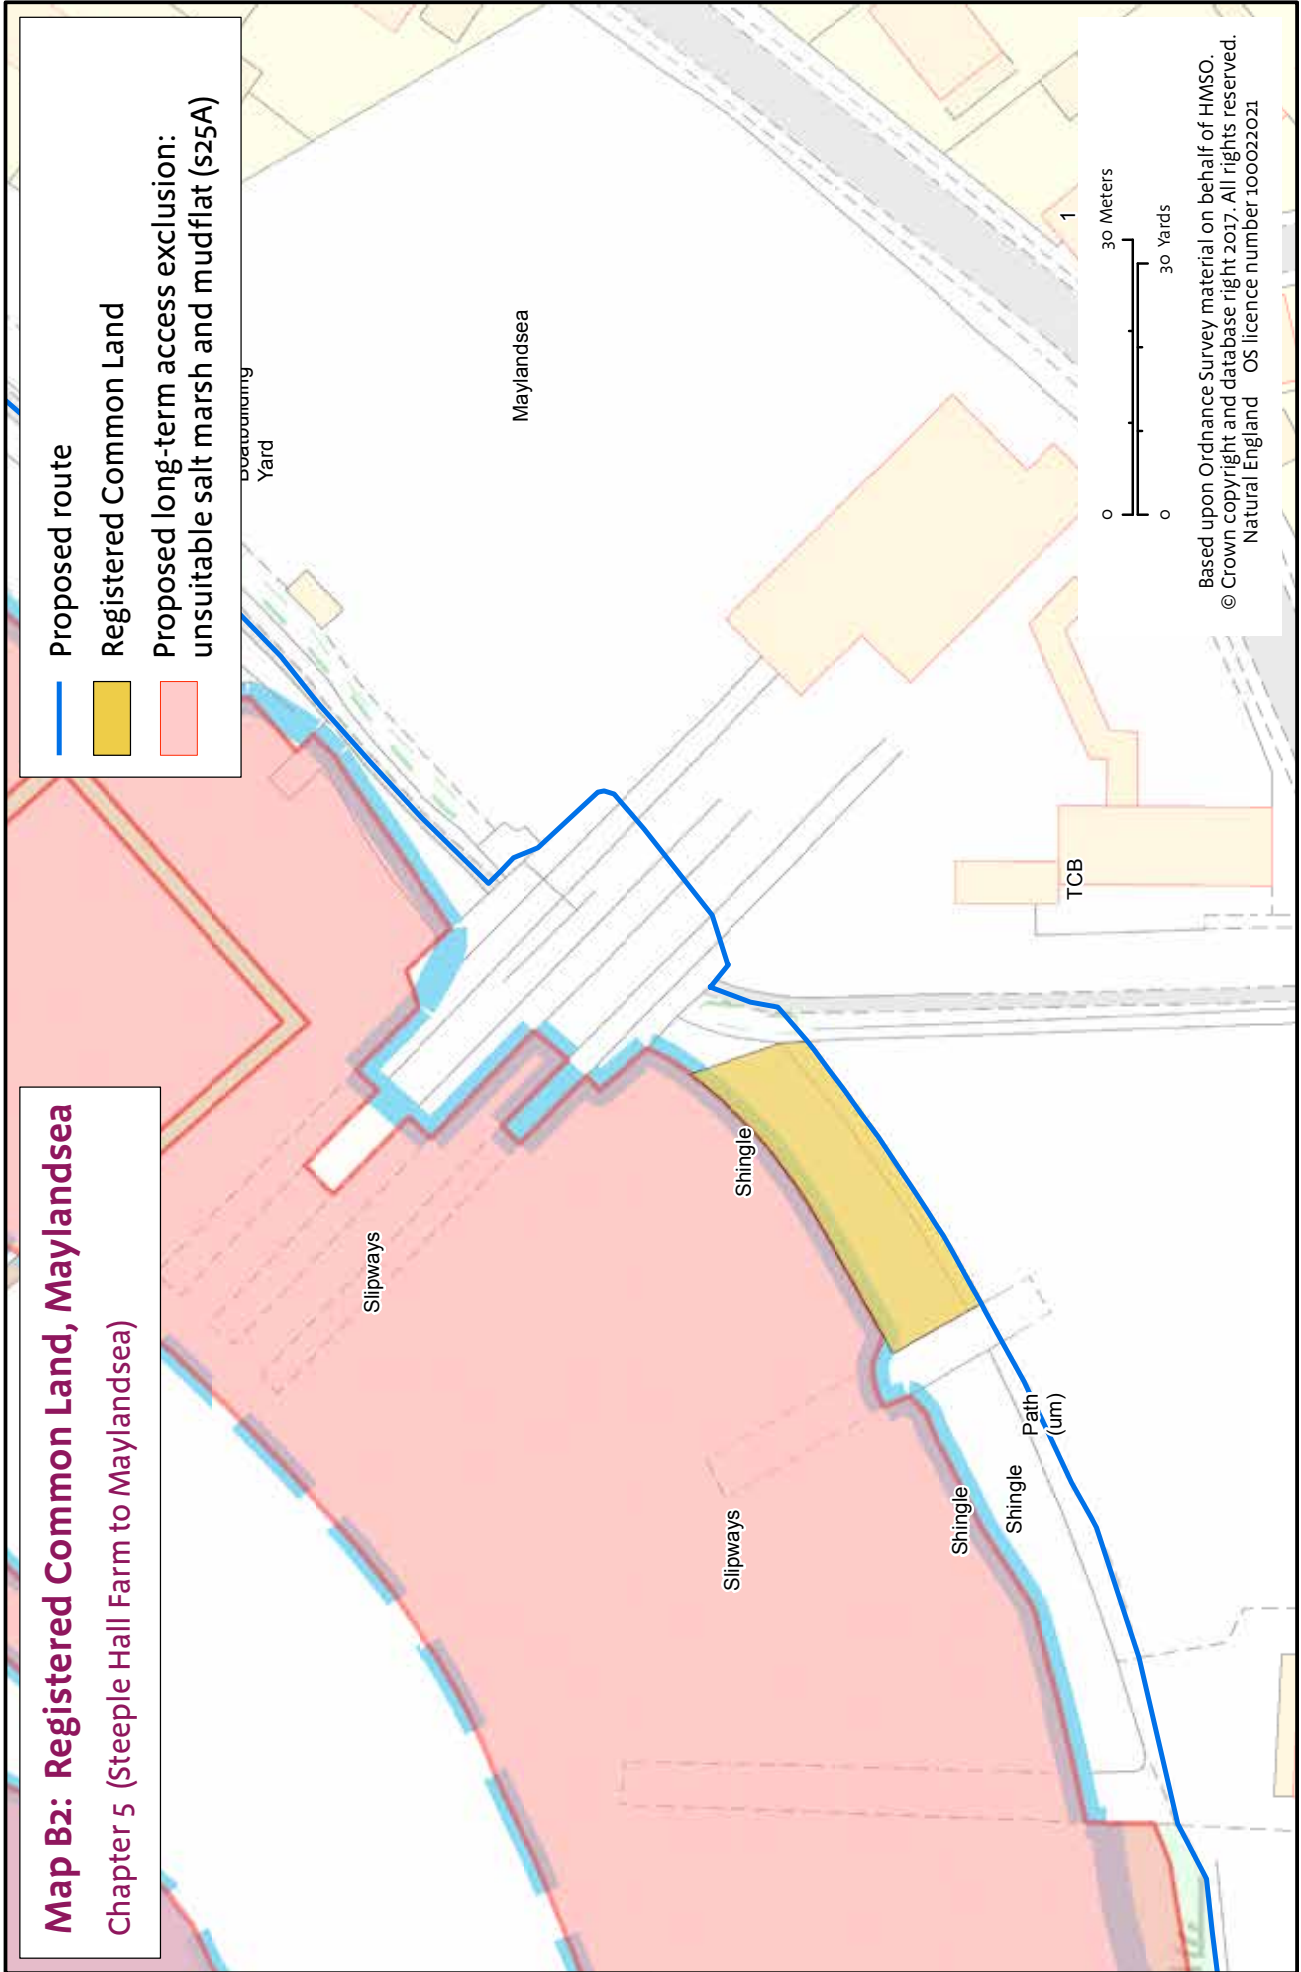 Map B2: Registered Common Land, Maylandsea
Chapter 5 (Steeple Hall Farm to Maylandsea)
Proposed route
Registered Common Land
Proposed long-term access exclusion:
unsuitable salt marsh and mudflat (s25A)
Boatbuilding
Yard
Maylandsea
Slipways
Shingle
Slipways
Shingle
Shingle
Path
(um)
TCB
1
0 30 Meters
0 30 Yards
Based upon Ordnance Survey material on behalf of HMSO.
© Crown copyright and database right 2017. All rights reserved.
Natural England OS licence number 100022021